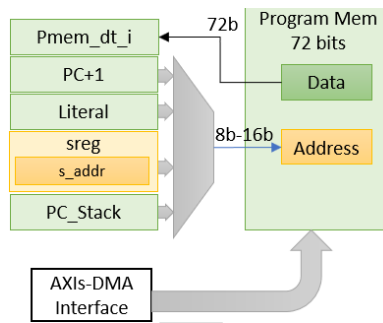 Pmem_dt_i
PC+1
Literal
sreg
s_addr
PC_Stack
72b
8b-16b
Program Mem
72 bits
Data
Address
AXIs-DMA
Interface